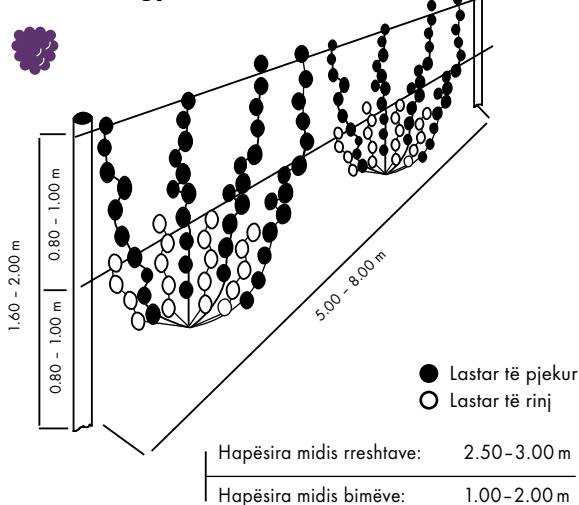 1.60 – 2.00 m
0.80 – 1.00 m
0.80 – 1.00 m
5.00 – 8.00 m
Lastar të pjekur
Lastar të rinj
Hapësira midis rreshtave: 2.50–3.00 m
Hapësira midis bimëve: 1.00–2.00 m